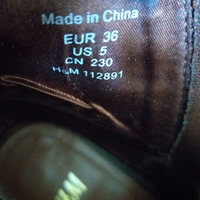 Made in China
EUR 36
US 5
CN 230
H&M 112891